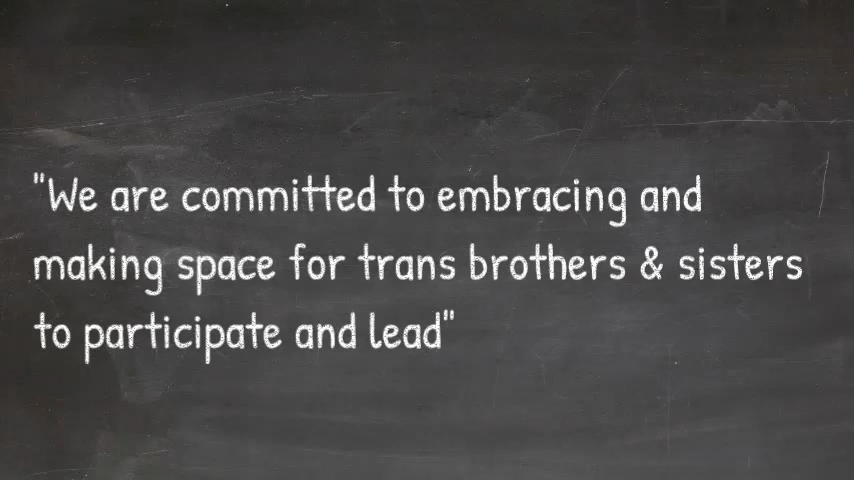 "We are committed to embracing and
making space for trans brothers & sisters
to participate and lead"